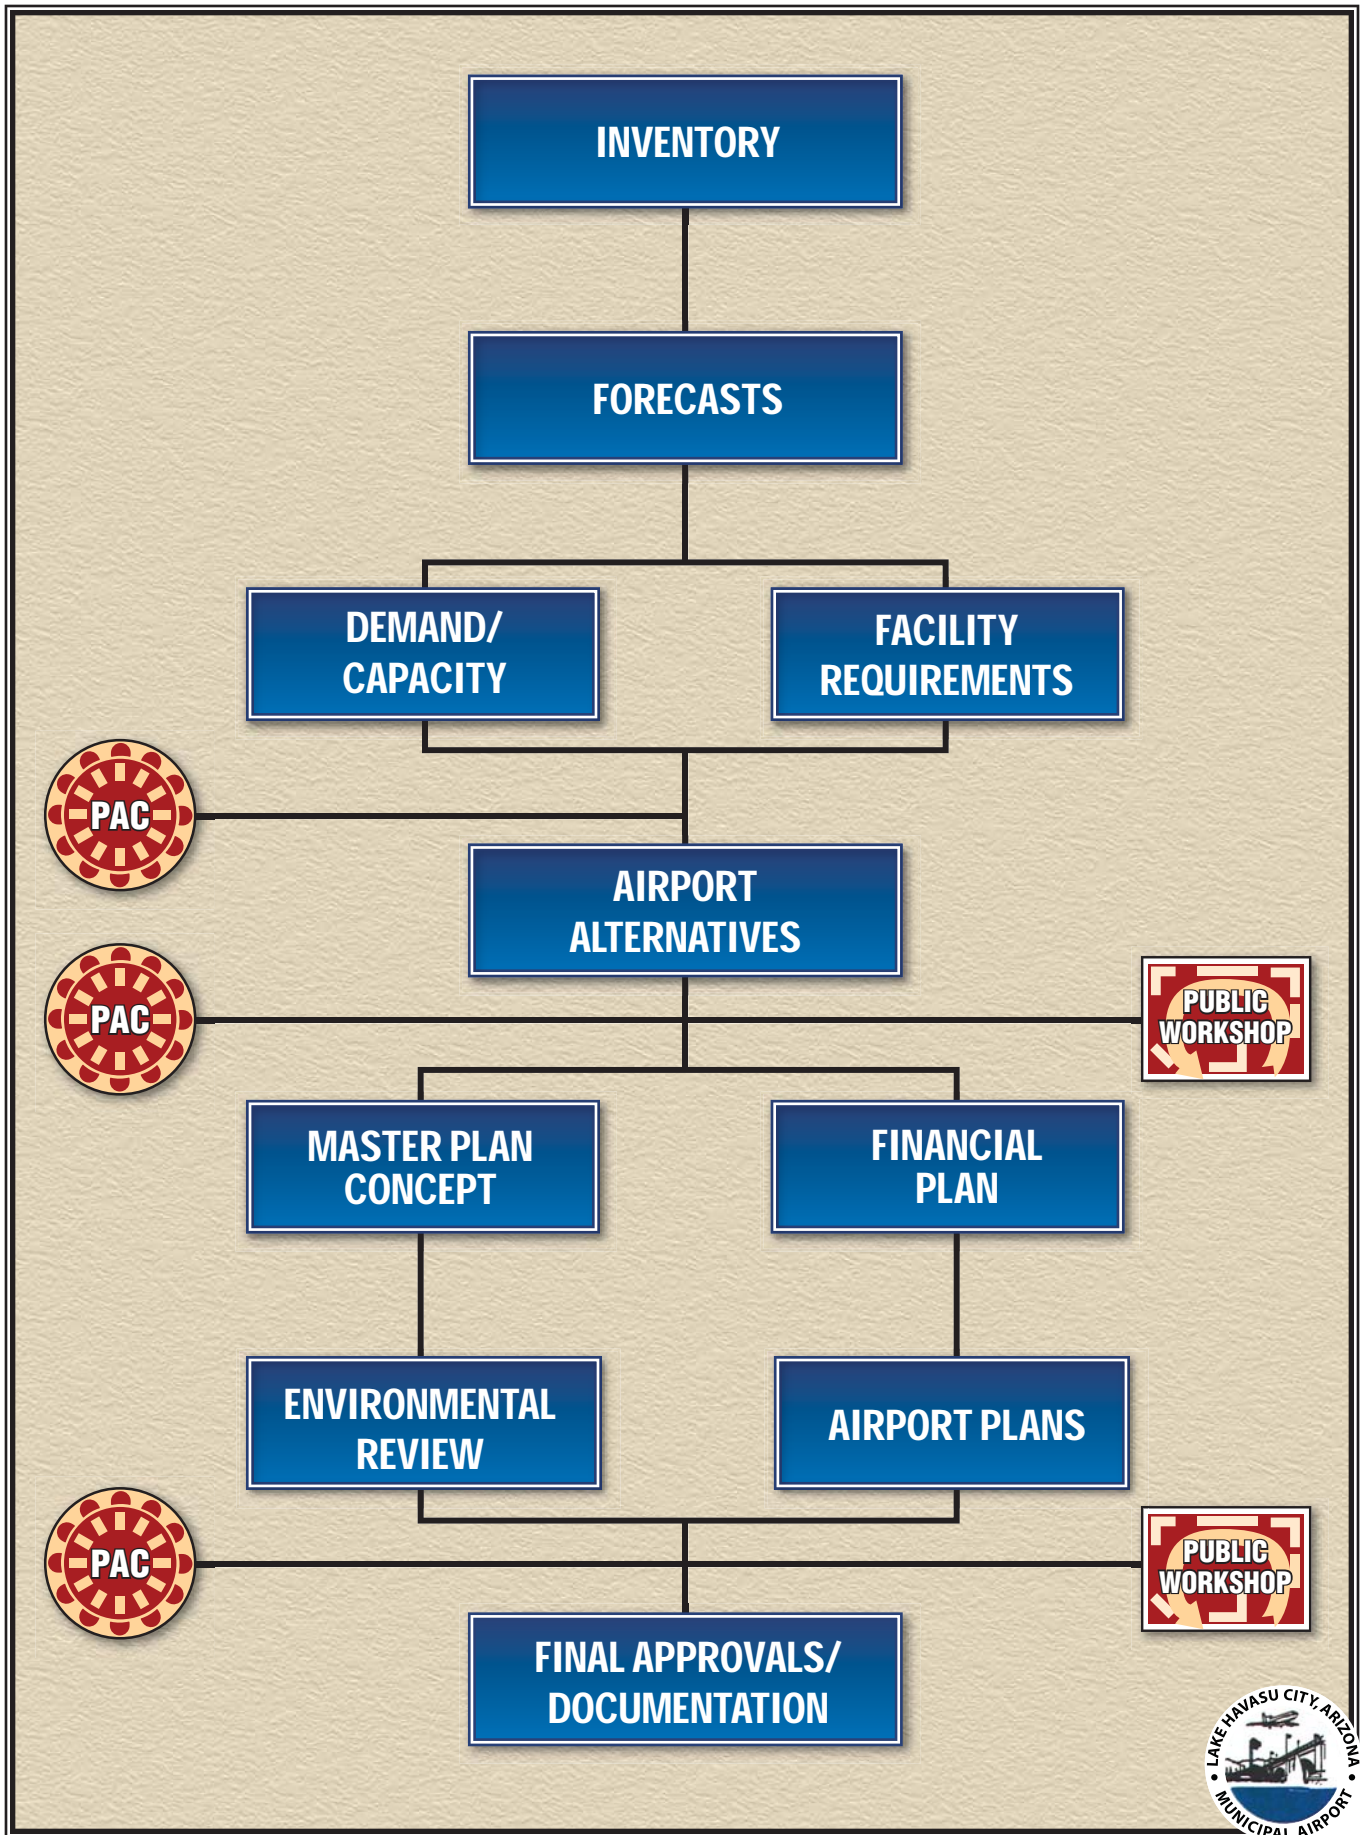 INVENTORY
FORECASTS
DEMAND/
CAPACITY
FACILITY
REQUIREMENTS
PAC
AIRPORT
ALTERNATIVES
PAC
PUBLIC
WORKSHOP
MASTER PLAN
CONCEPT
FINANCIAL
PLAN
ENVIRONMENTAL
REVIEW
AIRPORT PLANS
PAC
PUBLIC
WORKSHOP
FINAL APPROVALS/
DOCUMENTATION
LAKE HAVASU CITY, ARIZONA
• MUNICIPAL AIRPORT •